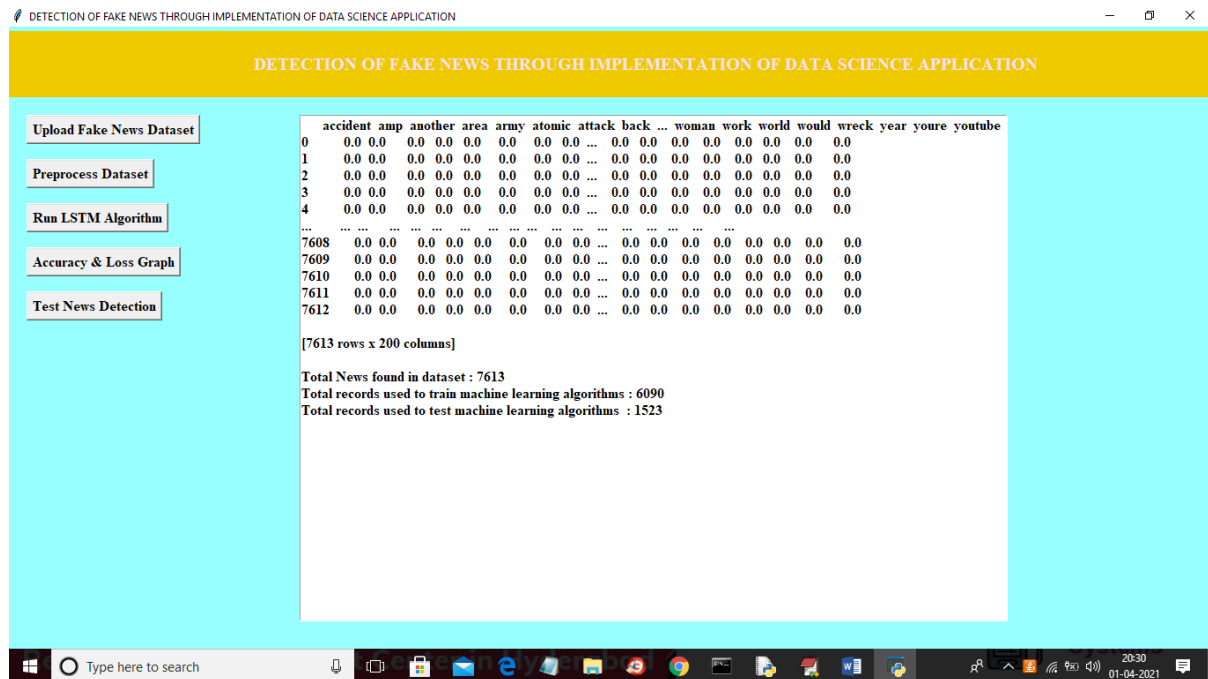 DETECTION OF FAKE NEWS THROUGH IMPLEMENTATION OF DATA SCIENCE APPLICATION
DETECTION OF FAKE NEWS THROUGH IMPLEMENTATION OF DATA SCIENCE APPLICATION
Upload Fake News Dataset
Preprocess Dataset
Run LSTM Algorithm
Accuracy & Loss Graph
Test News Detection
accident amp another area army atomic attack back ... woman work world would wreck year youre youtube
0 0.0 0.0 0.0 0.0 0.0 0.0 0.0 0.0 ... 0.0 0.0 0.0 0.0 0.0 0.0 0.0 0.0
1 0.0 0.0 0.0 0.0 0.0 0.0 0.0 0.0 ... 0.0 0.0 0.0 0.0 0.0 0.0 0.0 0.0
2 0.0 0.0 0.0 0.0 0.0 0.0 0.0 0.0 ... 0.0 0.0 0.0 0.0 0.0 0.0 0.0 0.0
3 0.0 0.0 0.0 0.0 0.0 0.0 0.0 0.0 ... 0.0 0.0 0.0 0.0 0.0 0.0 0.0 0.0
4 0.0 0.0 0.0 0.0 0.0 0.0 0.0 0.0 ... 0.0 0.0 0.0 0.0 0.0 0.0 0.0 0.0
... ... ... ... ... ... ... ... ... ... ... ... ... ... ... ... ... ...
7608 0.0 0.0 0.0 0.0 0.0 0.0 0.0 0.0 ... 0.0 0.0 0.0 0.0 0.0 0.0 0.0 0.0
7609 0.0 0.0 0.0 0.0 0.0 0.0 0.0 0.0 ... 0.0 0.0 0.0 0.0 0.0 0.0 0.0 0.0
7610 0.0 0.0 0.0 0.0 0.0 0.0 0.0 0.0 ... 0.0 0.0 0.0 0.0 0.0 0.0 0.0 0.0
7611 0.0 0.0 0.0 0.0 0.0 0.0 0.0 0.0 ... 0.0 0.0 0.0 0.0 0.0 0.0 0.0 0.0
7612 0.0 0.0 0.0 0.0 0.0 0.0 0.0 0.0 ... 0.0 0.0 0.0 0.0 0.0 0.0 0.0 0.0
[7613 rows x 200 columns]
Total News found in dataset : 7613
Total records used to train machine learning algorithms : 6090
Total records used to test machine learning algorithms : 1523
Type here to search
20:30
01-04-2021